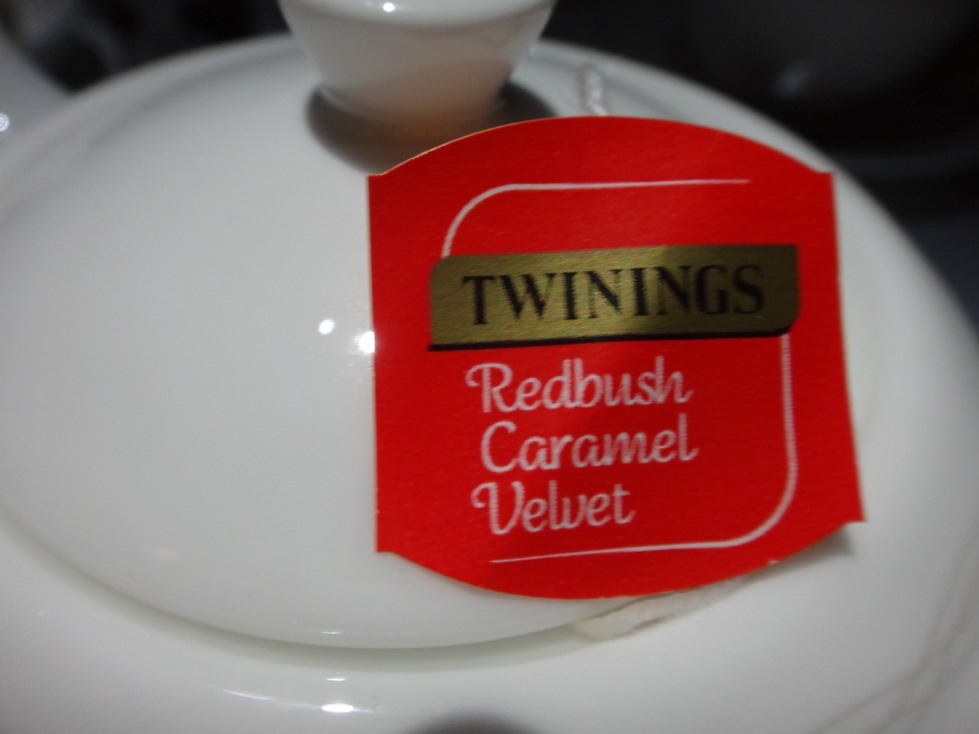 TWININGS
Redbush
Caramel
Velvet